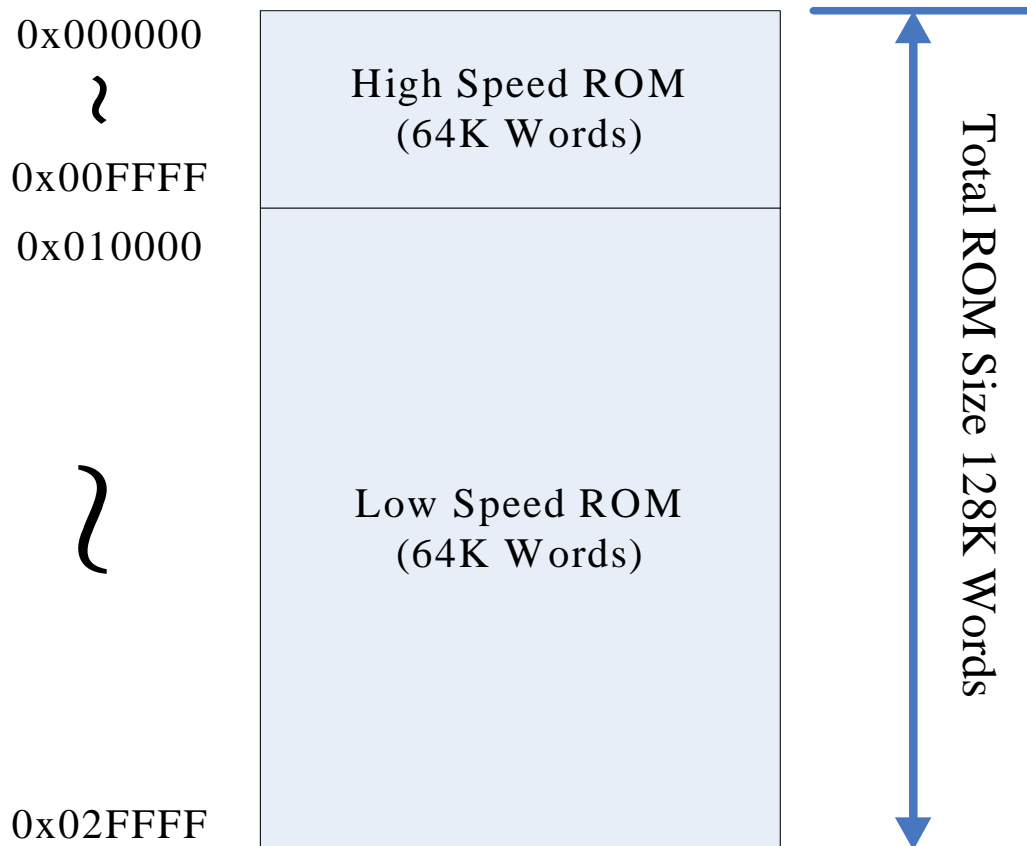 0x000000
~
0x00FFFF
0x010000
~
0x02FFFF
High Speed ROM
(64K Words)
Low Speed ROM
(64K Words)
Total ROM Size 128K Words